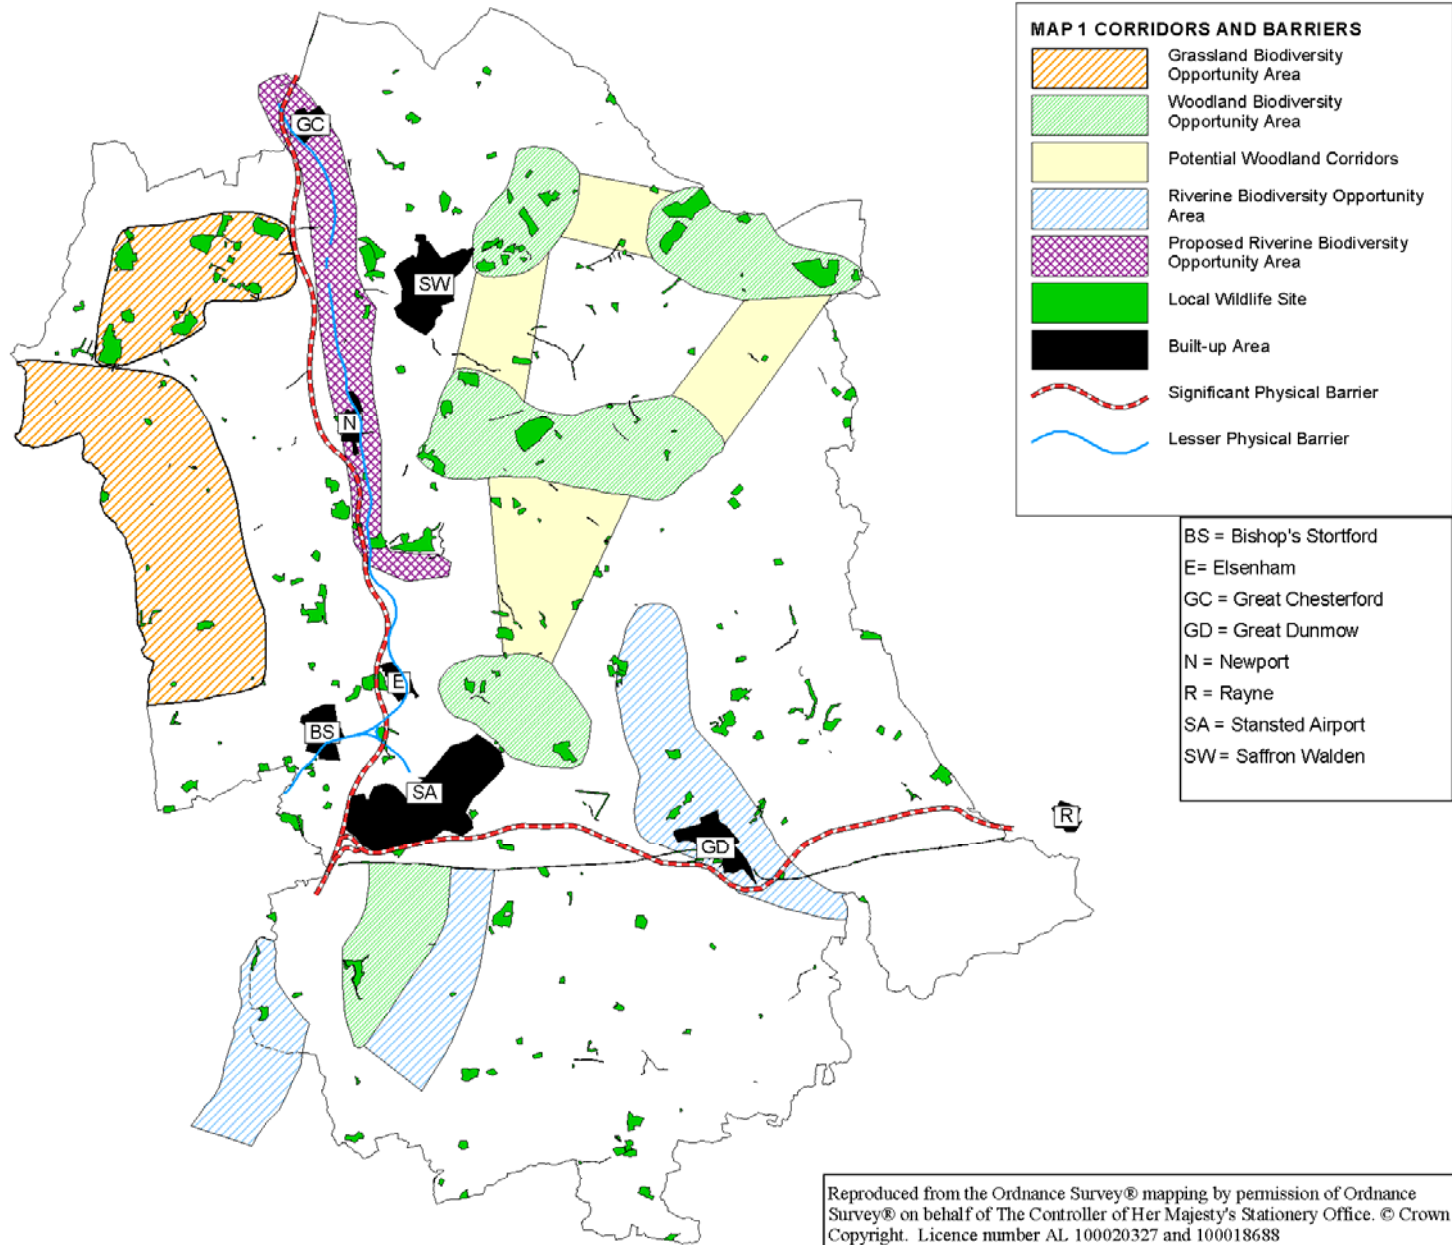 MAP 1 CORRIDORS AND BARRIERS
Grassland Biodiversity
Opportunity Area
Woodland Biodiversity
Opportunity Area
Potential Woodland Corridors
Riverine Biodiversity Opportunity
Area
Proposed Riverine Biodiversity
Opportunity Area
Local Wildlife Site
Built-up Area
Significant Physical Barrier
Lesser Physical Barrier
BS = Bishop's Stortford
E= Elsenham
GC = Great Chesterford
GD = Great Dunmow
N = Newport
R = Rayne
SA = Stansted Airport
SW = Saffron Walden
GC
SW
N
E
BS
SA
GD
R
Reproduced from the Ordnance Survey® mapping by permission of Ordnance
Survey® on behalf of The Controller of Her Majesty's Stationery Office. © Crown
Copyright. Licence number AL 100020327 and 100018688